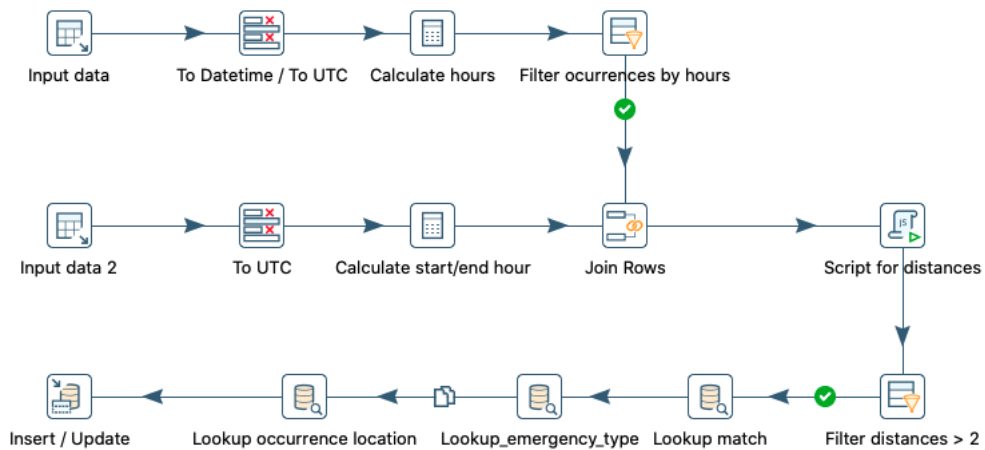 Input data
To Datetime / To UTC
Calculate hours
Filter ocurrences by hours
Input data 2
To UTC
Calculate start/end hour
Join Rows
JS
Script for distances
Insert / Update
Lookup occurrence location
Lookup_emergency_type
Lookup match
Filter distances > 2